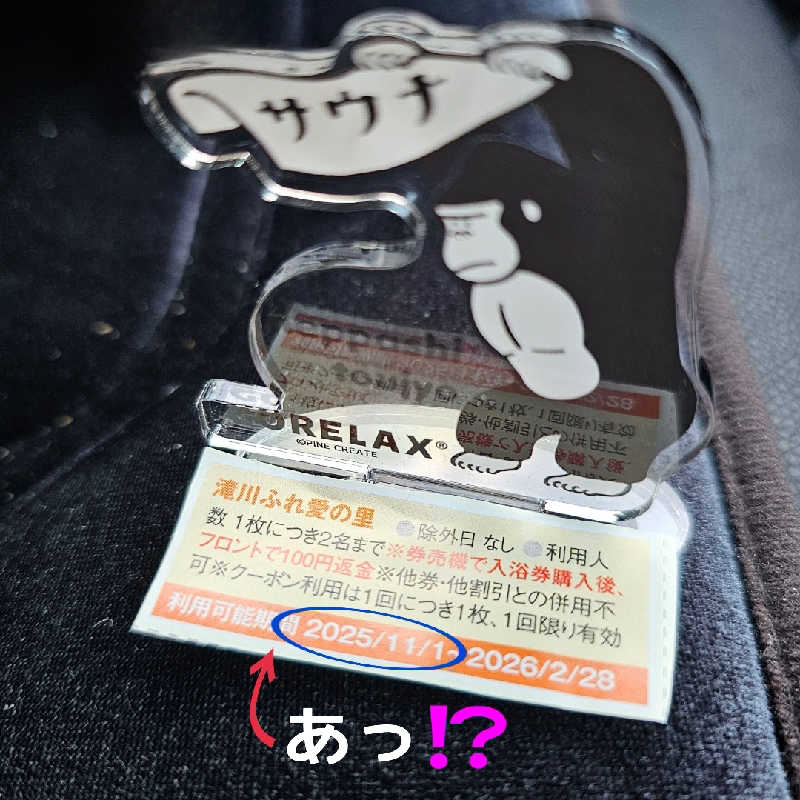 サウナ
GORELAX®
©PINE CREATE
滝川ふれ愛の里
数 1枚につき2名まで※券売機で入浴券購入後、
フロントで100円返金※他券・他割引との併用不
可※クーポン利用は1回につき1枚、1回限り有効
●除外日 なし ●利用人
利用可能期間 2025/11/1~2026/2/28
あっ⁉